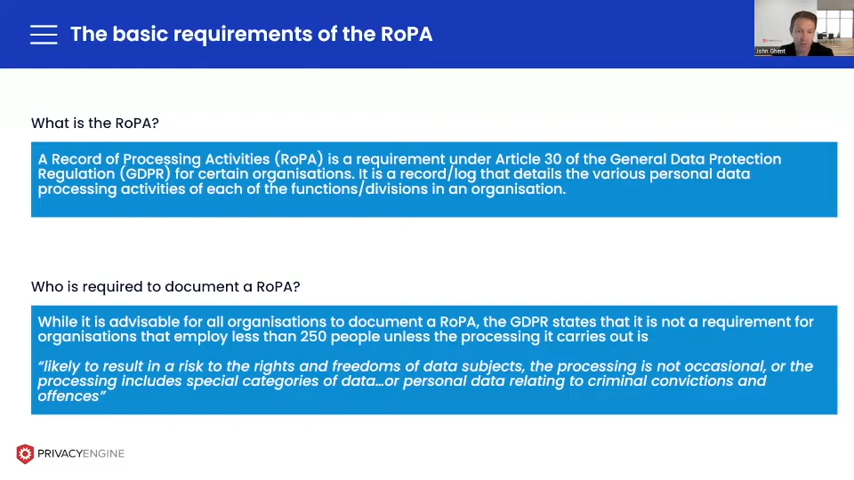 The basic requirements of the RoPA
John Ghent
What is the RoPA?
A Record of Processing Activities (RoPA) is a requirement under Article 30 of the General Data Protection
Regulation (GDPR) for certain organisations. It is a record/log that details the various personal data
processing activities of each of the functions/divisions in an organisation.
Who is required to document a RoPA?
While it is advisable for all organisations to document a RoPA, the GDPR states that it is not a requirement for
organisations that employ less than 250 people unless the processing it carries out is
“likely to result in a risk to the rights and freedoms of data subjects, the processing is not occasional, or the
processing includes special categories of data…or personal data relating to criminal convictions and
offences”
PRIVACYENGINE